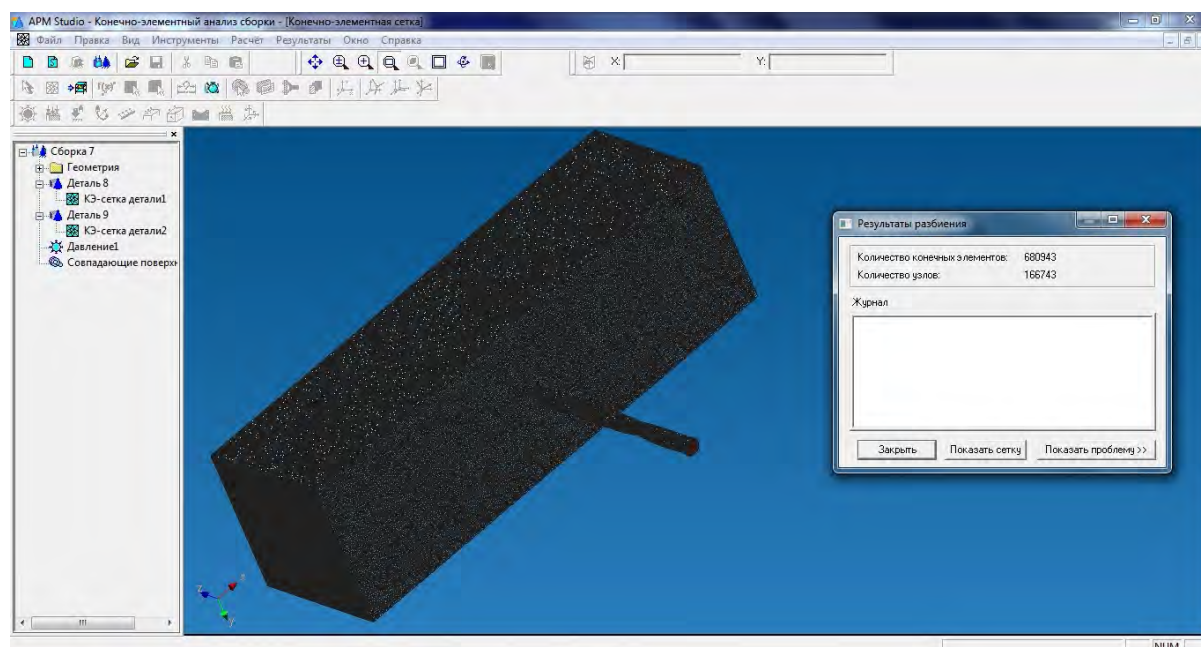 APM Studio - Конечно-элементный анализ сборки - [Конечно-элементная сетка]
Файл Правка Вид Инструменты Расчёт Результаты Окно Справка
X: Y:
Сборка 7
Геометрия
Деталь 8
КЭ-сетка детали1
Деталь 9
КЭ-сетка детали2
Давление1
Совпадающие поверхн
Результаты разбиения
Количество конечных элементов: 680943
Количество узлов: 166743
Журнал
Закрыть Показать сетку Показать проблему >>
z x
y
NUM